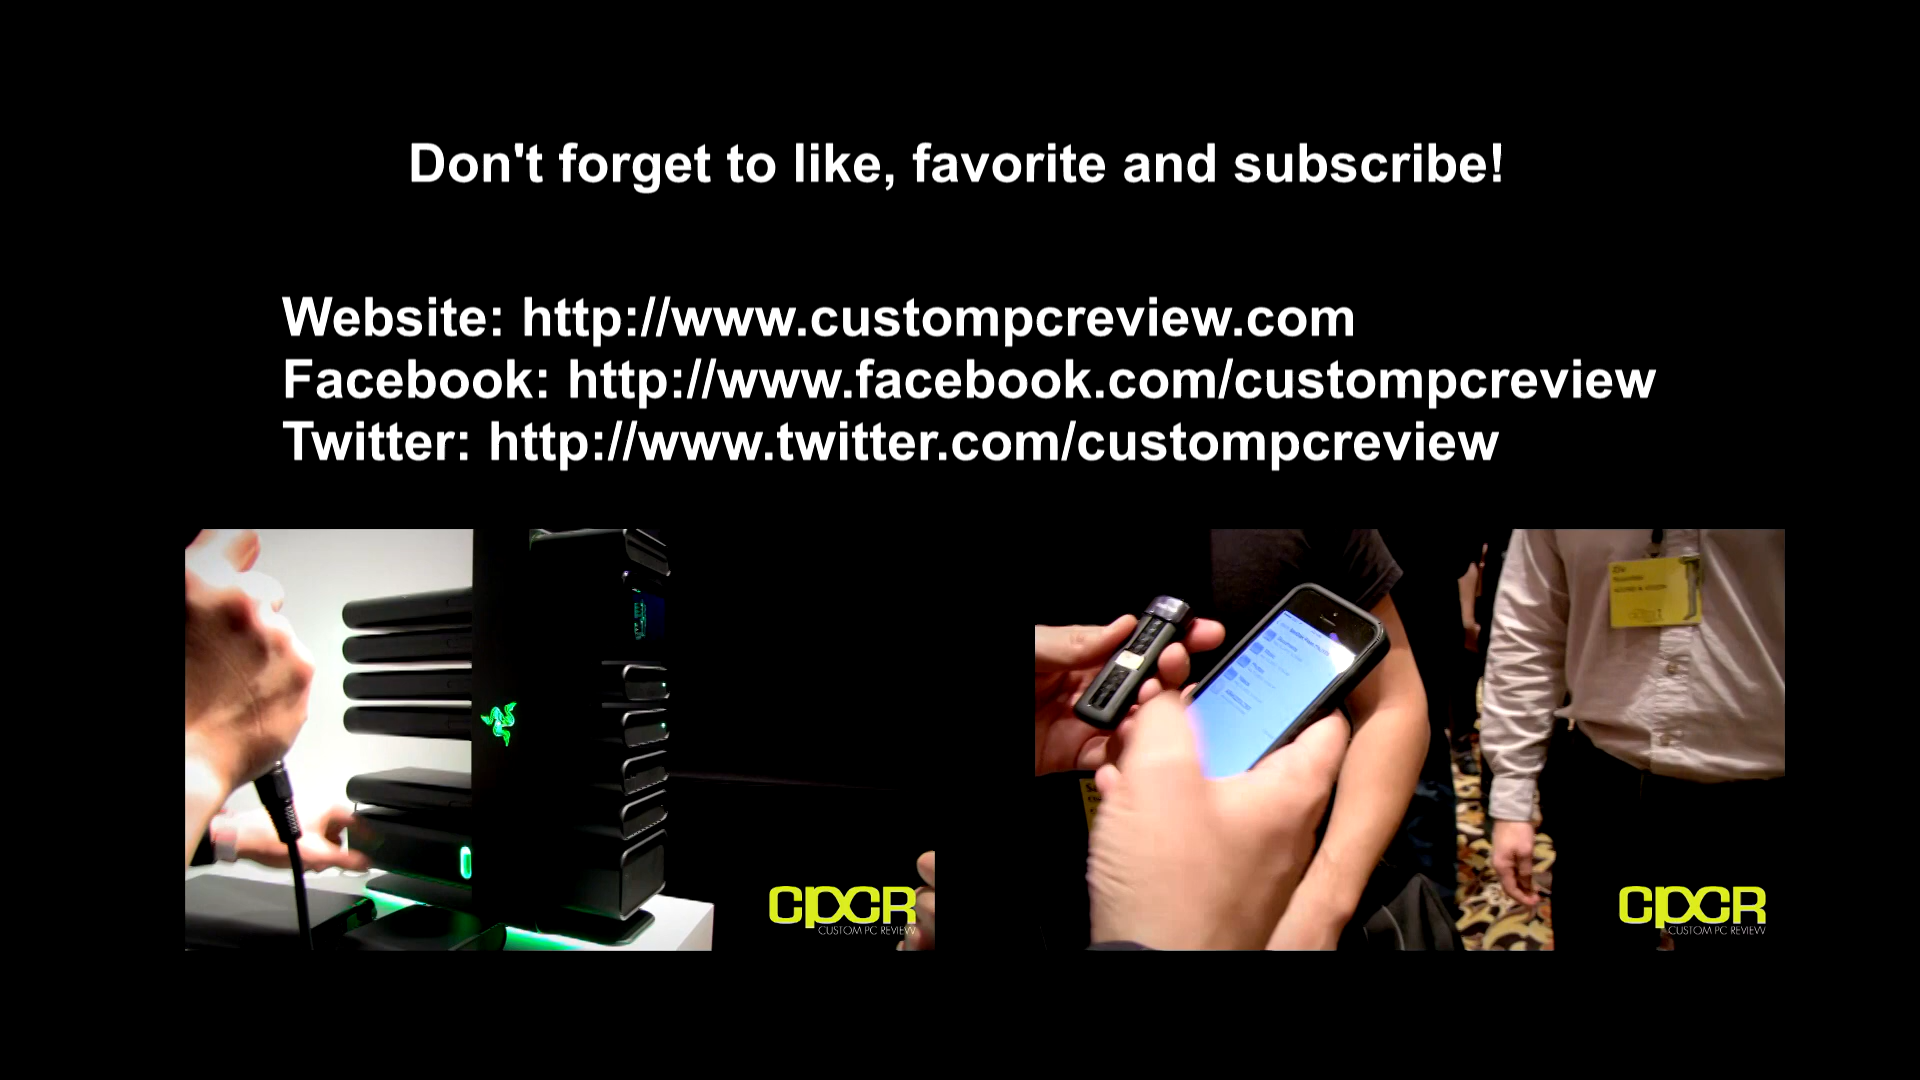 Don't forget to like, favorite and subscribe!
Website: http://www.custompcreview.com
Facebook: http://www.facebook.com/custompcreview
Twitter: http://www.twitter.com/custompcreview
CPCR
CUSTOM PC REVIEW
CPCR
CUSTOM PC REVIEW